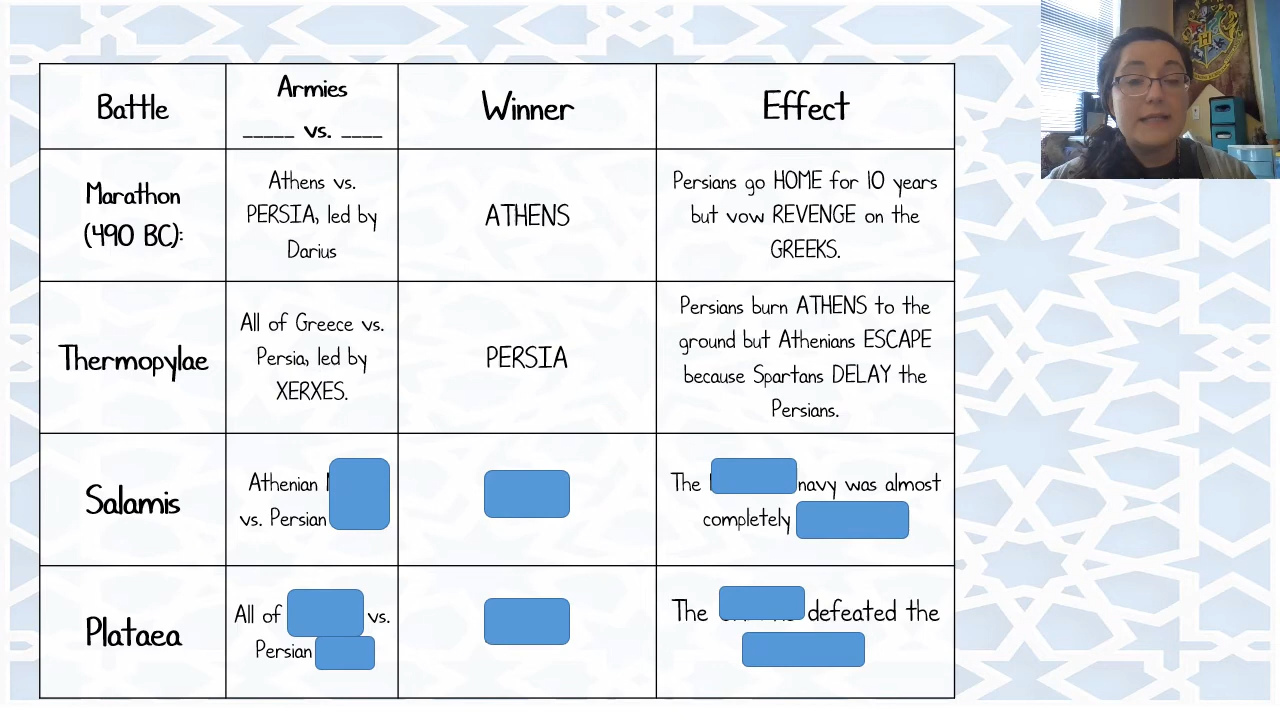 Battle
Armies
_____ vs. ____
Winner
Effect
Marathon
(490 BC):
Athens vs.
PERSIA, led by
Darius
ATHENS
Persians go HOME for 10 years
but vow REVENGE on the
GREEKS.
Thermopylae
All of Greece vs.
Persia, led by
XERXES.
PERSIA
Persians burn ATHENS to the
ground but Athenians ESCAPE
because Spartans DELAY the
Persians.
Salamis
Athenian
vs. Persian
The navy was almost
completely
Plataea
All of vs.
Persian
The defeated the